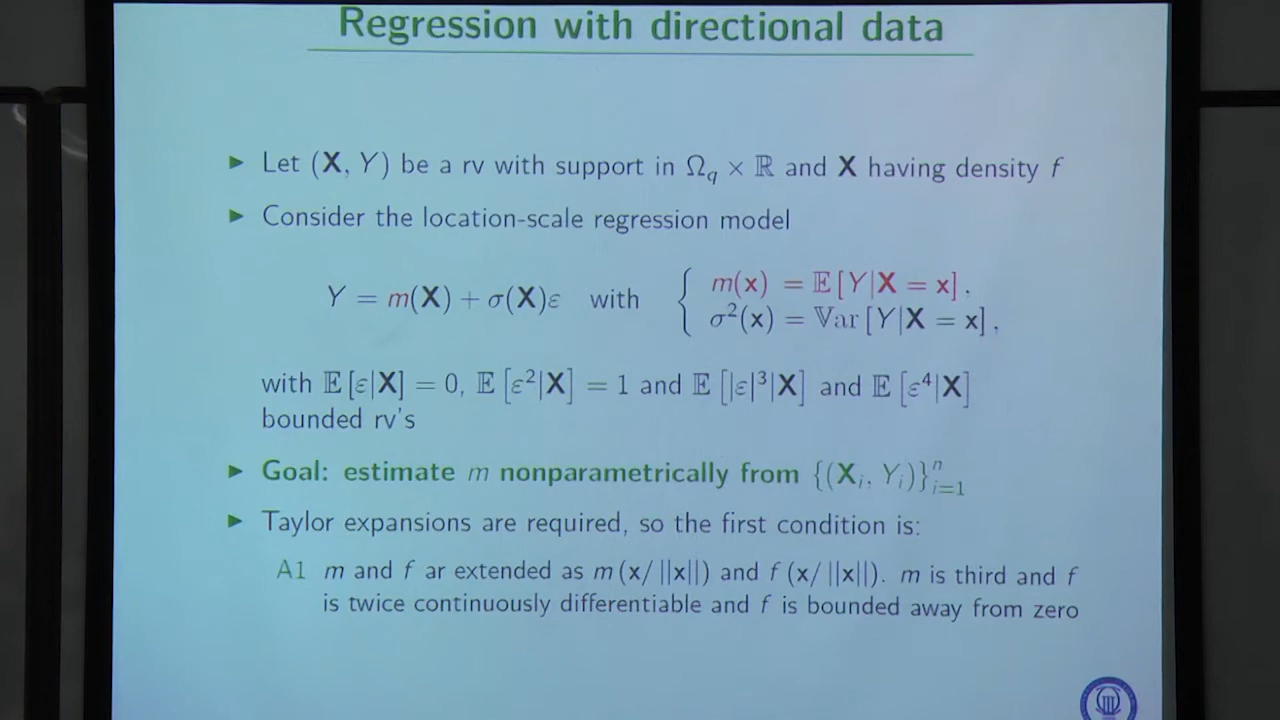 Regression with directional data
► Let (X, Y) be a rv with support in Ω_q × ℝ and X having density f
► Consider the location-scale regression model
Y = m(X) + σ(X)ε with { m(x) = 𝔼[Y|X = x],
σ²(x) = 𝕍ar[Y|X = x],
with 𝔼[ε|X] = 0, 𝔼[ε²|X] = 1 and 𝔼[|ε|³|X] and 𝔼[ε⁴|X]
bounded rv's
► Goal: estimate m nonparametrically from {(X_i, Y_i)}ⁿ_{i=1}
► Taylor expansions are required, so the first condition is:
A1 m and f ar extended as m(x/||x||) and f(x/||x||). m is third and f
is twice continuously differentiable and f is bounded away from zero